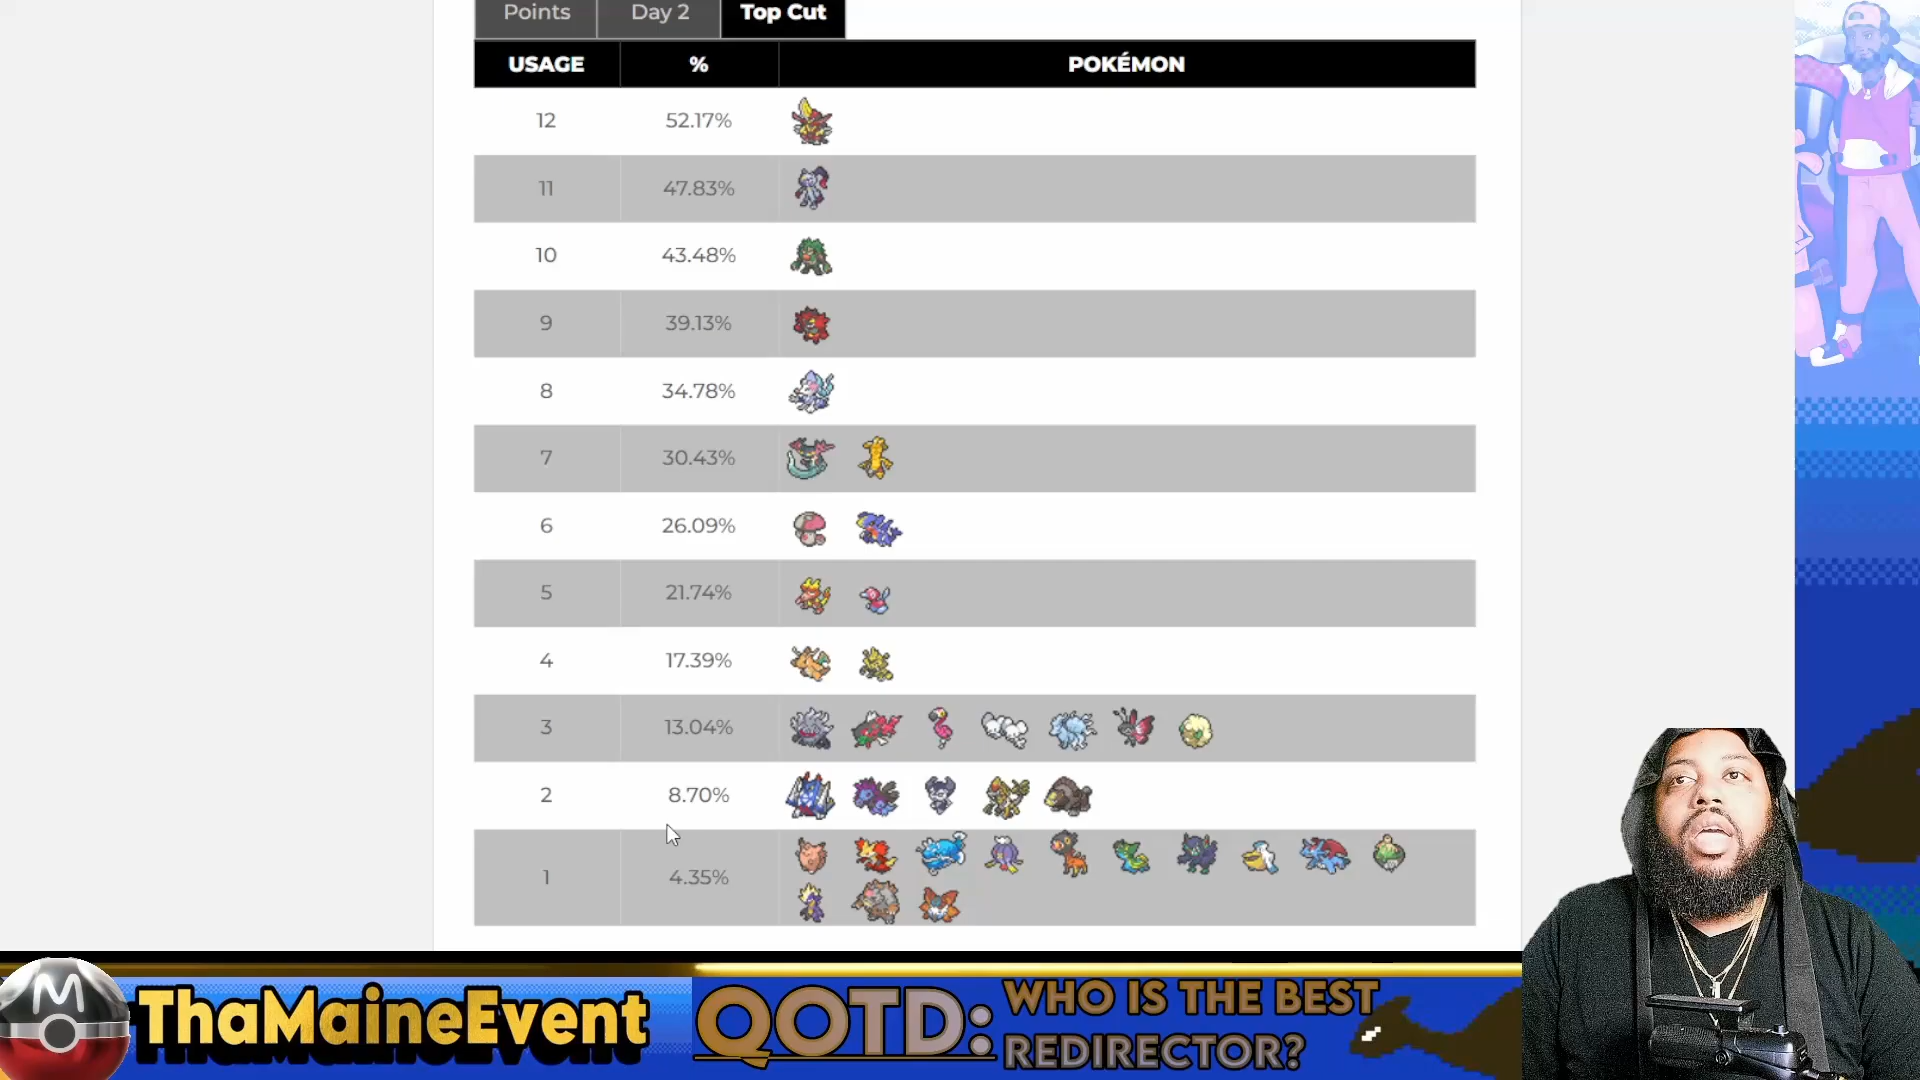 Points Day 2 Top Cut
USAGE % POKÉMON
12 52.17%
11 47.83%
10 43.48%
9 39.13%
8 34.78%
7 30.43%
6 26.09%
5 21.74%
4 17.39%
3 13.04%
2 8.70%
1 4.35%
M
ThaMaineEvent
QOTD:
WHO IS THE BEST
REDIRECTOR?